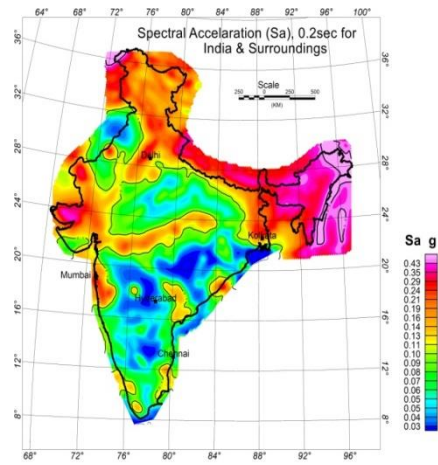 64° 68° 72° 76° 80° 84° 88° 92° 96° 100°
Spectral Accelaration (Sa), 0.2sec for
India & Surroundings
Scale
250 0 250 500
(KM)
36° 36°
32° 32°
28° 28°
24° 24°
20° 20°
16° 16°
12° 12°
8° 8°
Delhi
Kolkata
Mumbai
Hyderabad
Chennai
Sa g
0.43
0.35
0.29
0.24
0.19
0.16
0.14
0.13
0.11
0.10
0.09
0.08
0.07
0.06
0.05
0.04
0.04
0.03
68° 72° 76° 80° 84° 88° 92° 96°